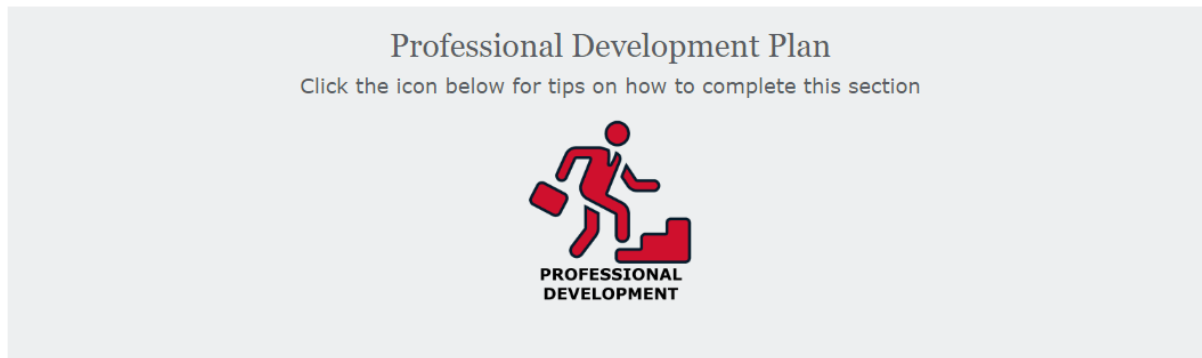 Professional Development Plan
Click the icon below for tips on how to complete this section
PROFESSIONAL
DEVELOPMENT